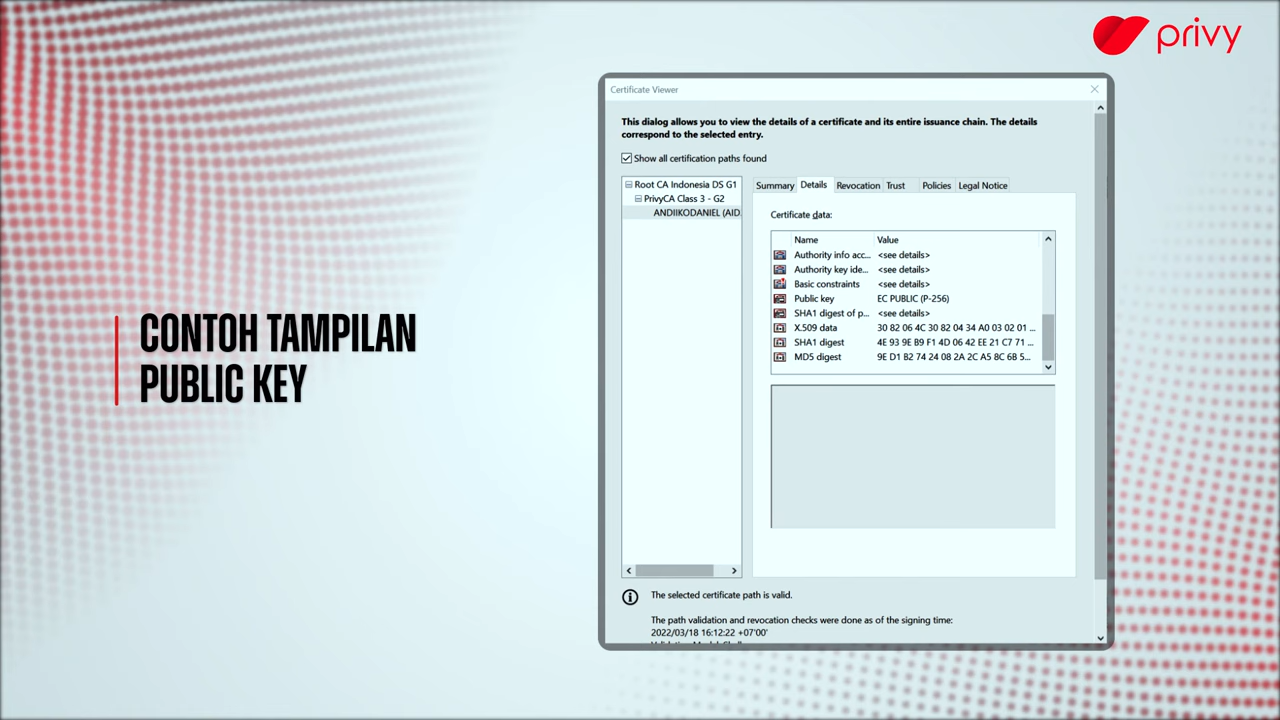 privy
CONTOH TAMPILAN
PUBLIC KEY
Certificate Viewer
This dialog allows you to view the details of a certificate and its entire issuance chain. The details
correspond to the selected entry.
Show all certification paths found
Root CA Indonesia DS G1
PrivyCA Class 3 - G2
ANDIIKODANIEL (AID
Summary Details Revocation Trust Policies Legal Notice
Certificate data:
Name Value
Authority info acc... <see details>
Authority key ide... <see details>
Basic constraints <see details>
Public key EC PUBLIC (P-256)
SHA1 digest of p... <see details>
X.509 data 30 82 06 4C 30 82 04 34 A0 03 02 01 ...
SHA1 digest 4E 93 9E B9 F1 4D 06 42 EE 21 C7 71 ...
MD5 digest 9E D1 B2 74 24 08 2A 2C A5 8C 6B 5...
The selected certificate path is valid.
The path validation and revocation checks were done as of the signing time:
2022/03/18 16:12:22 +07'00'